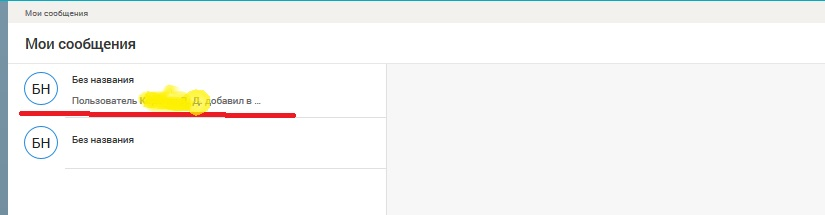 Мои сообщения
Мои сообщения
БН
Без названия
Пользователь Д. добавил в ...
БН
Без названия